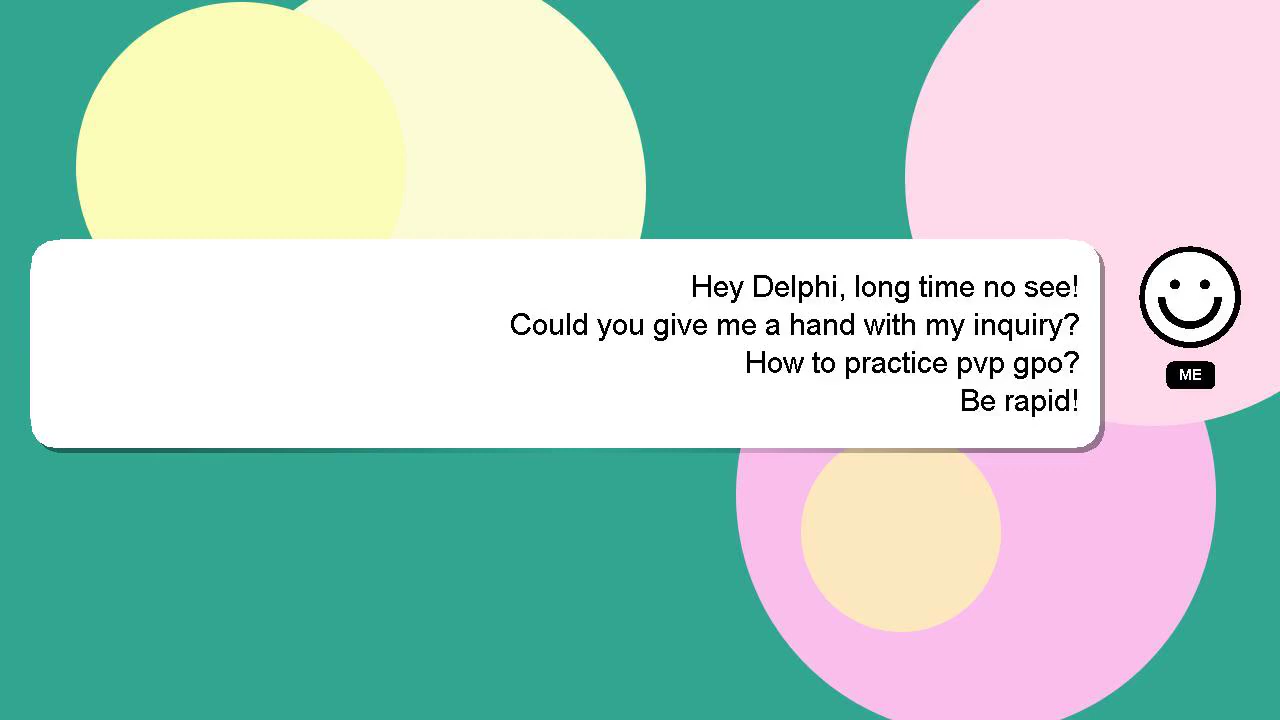 Hey Delphi, long time no see!
Could you give me a hand with my inquiry?
How to practice pvp gpo?
Be rapid!
ME